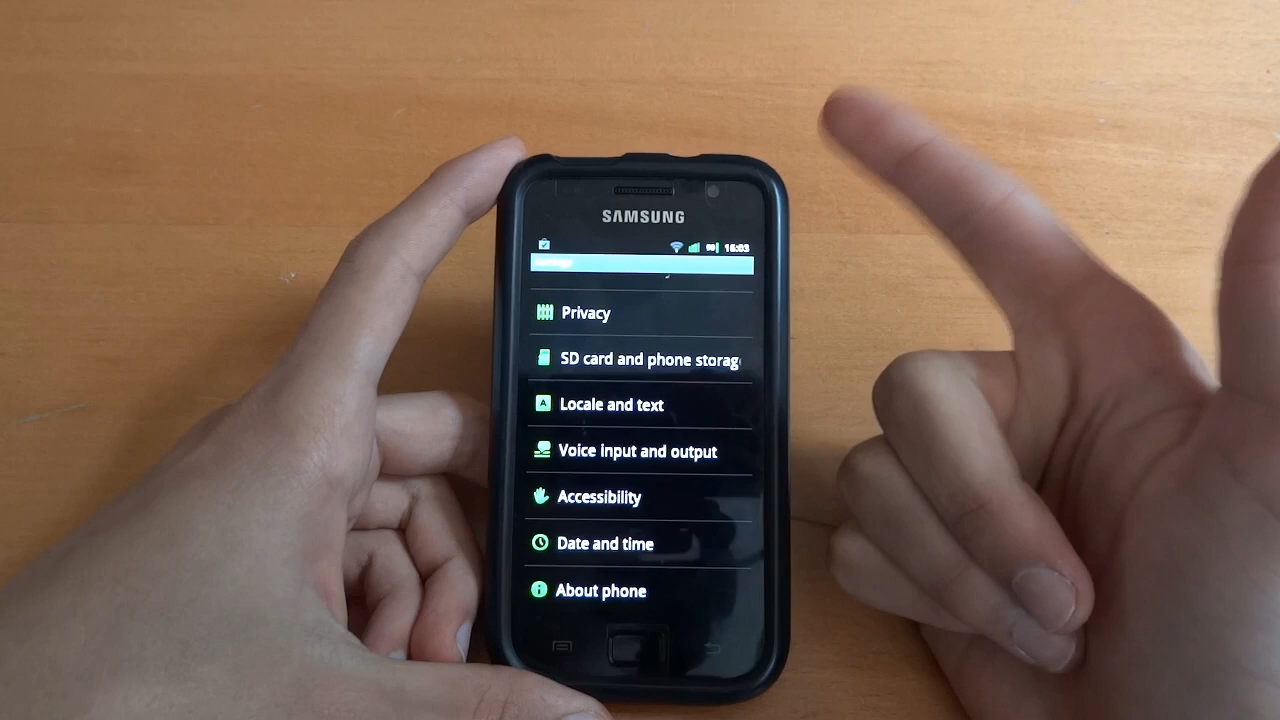 SAMSUNG
16:03
Privacy
SD card and phone storag
Locale and text
Voice input and output
Accessibility
Date and time
About phone